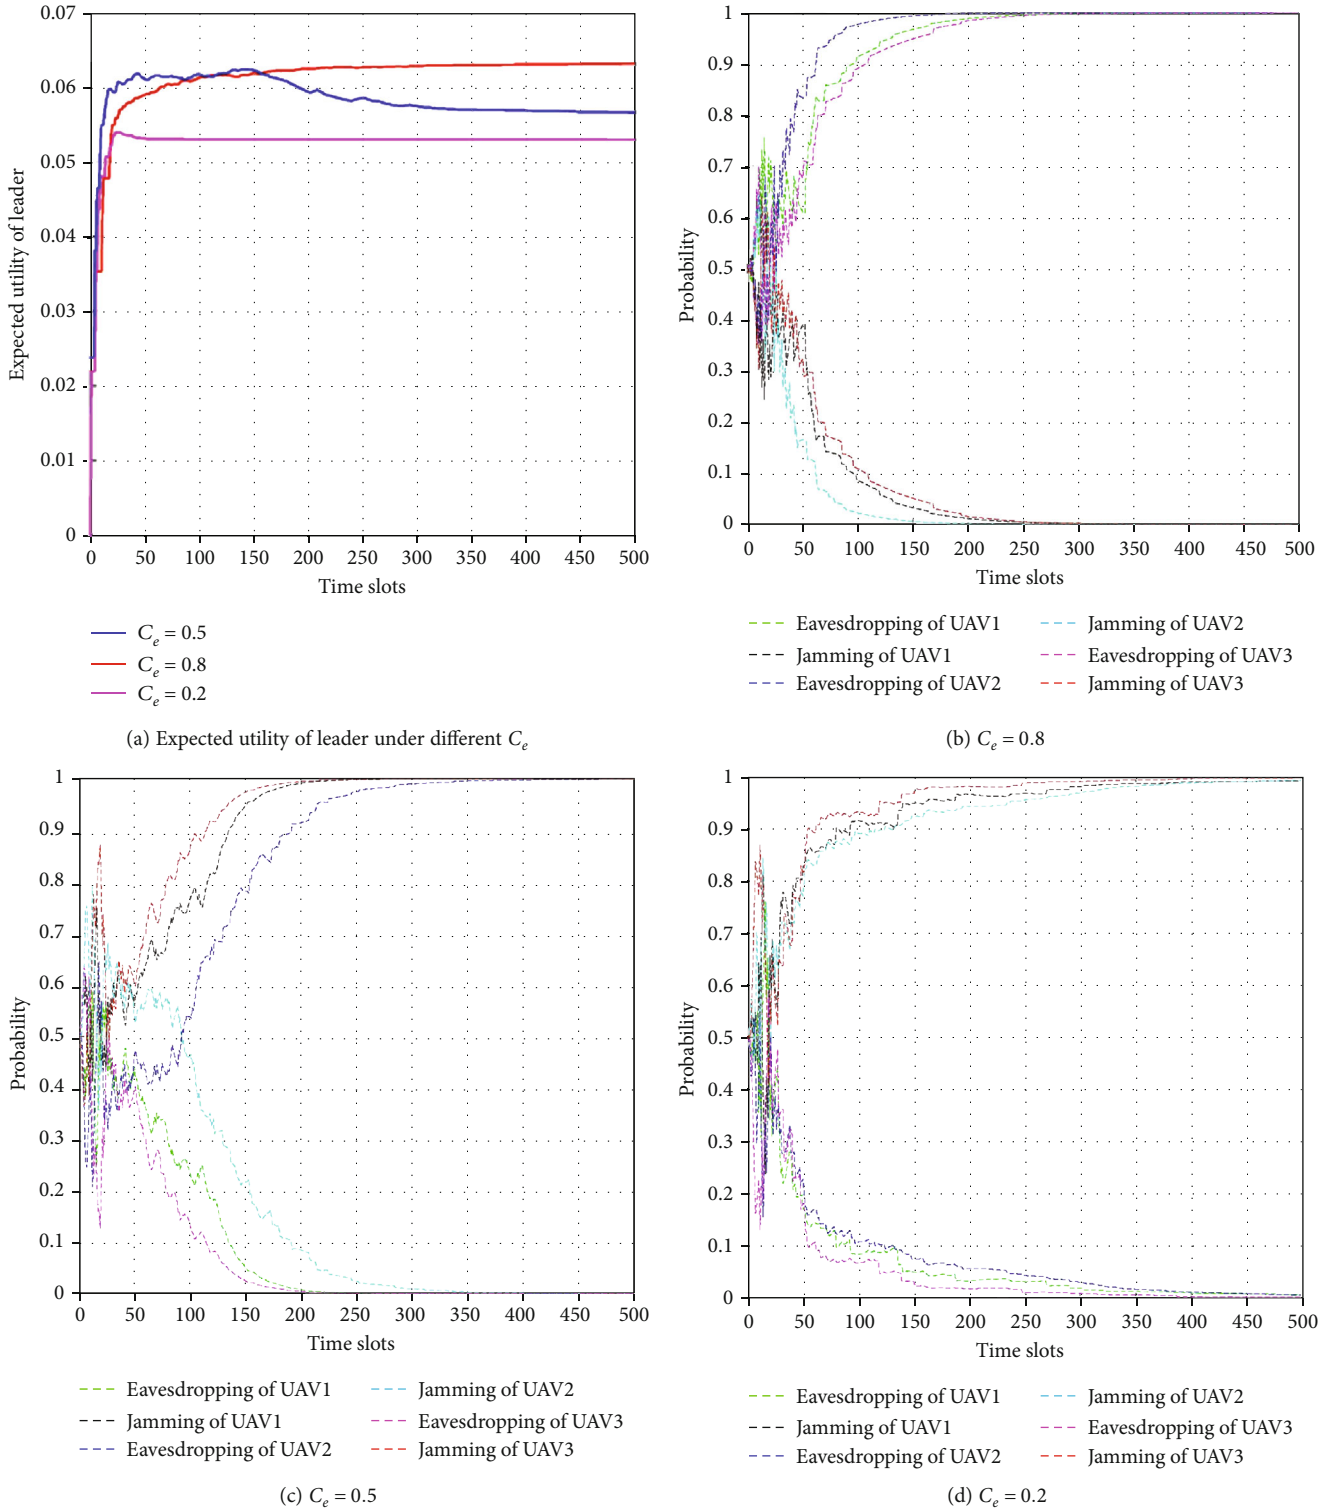 0.07
0.06
0.05
0.04
0.03
0.02
0.01
0
Expected utility of leader
0 50 100 150 200 250 300 350 400 450 500
Time slots
C_e = 0.5
C_e = 0.8
C_e = 0.2
(a) Expected utility of leader under different C_e
1
0.9
0.8
0.7
0.6
0.5
0.4
0.3
0.2
0.1
0
Probability
0 50 100 150 200 250 300 350 400 450 500
Time slots
Eavesdropping of UAV1
Jamming of UAV1
Eavesdropping of UAV2
Jamming of UAV2
Eavesdropping of UAV3
Jamming of UAV3
(b) C_e = 0.8
1
0.9
0.8
0.7
0.6
0.5
0.4
0.3
0.2
0.1
0
Probability
0 50 100 150 200 250 300 350 400 450 500
Time slots
Eavesdropping of UAV1
Jamming of UAV1
Eavesdropping of UAV2
Jamming of UAV2
Eavesdropping of UAV3
Jamming of UAV3
(c) C_e = 0.5
1
0.9
0.8
0.7
0.6
0.5
0.4
0.3
0.2
0.1
0
Probability
0 50 100 150 200 250 300 350 400 450 500
Time slots
Eavesdropping of UAV1
Jamming of UAV1
Eavesdropping of UAV2
Jamming of UAV2
Eavesdropping of UAV3
Jamming of UAV3
(d) C_e = 0.2